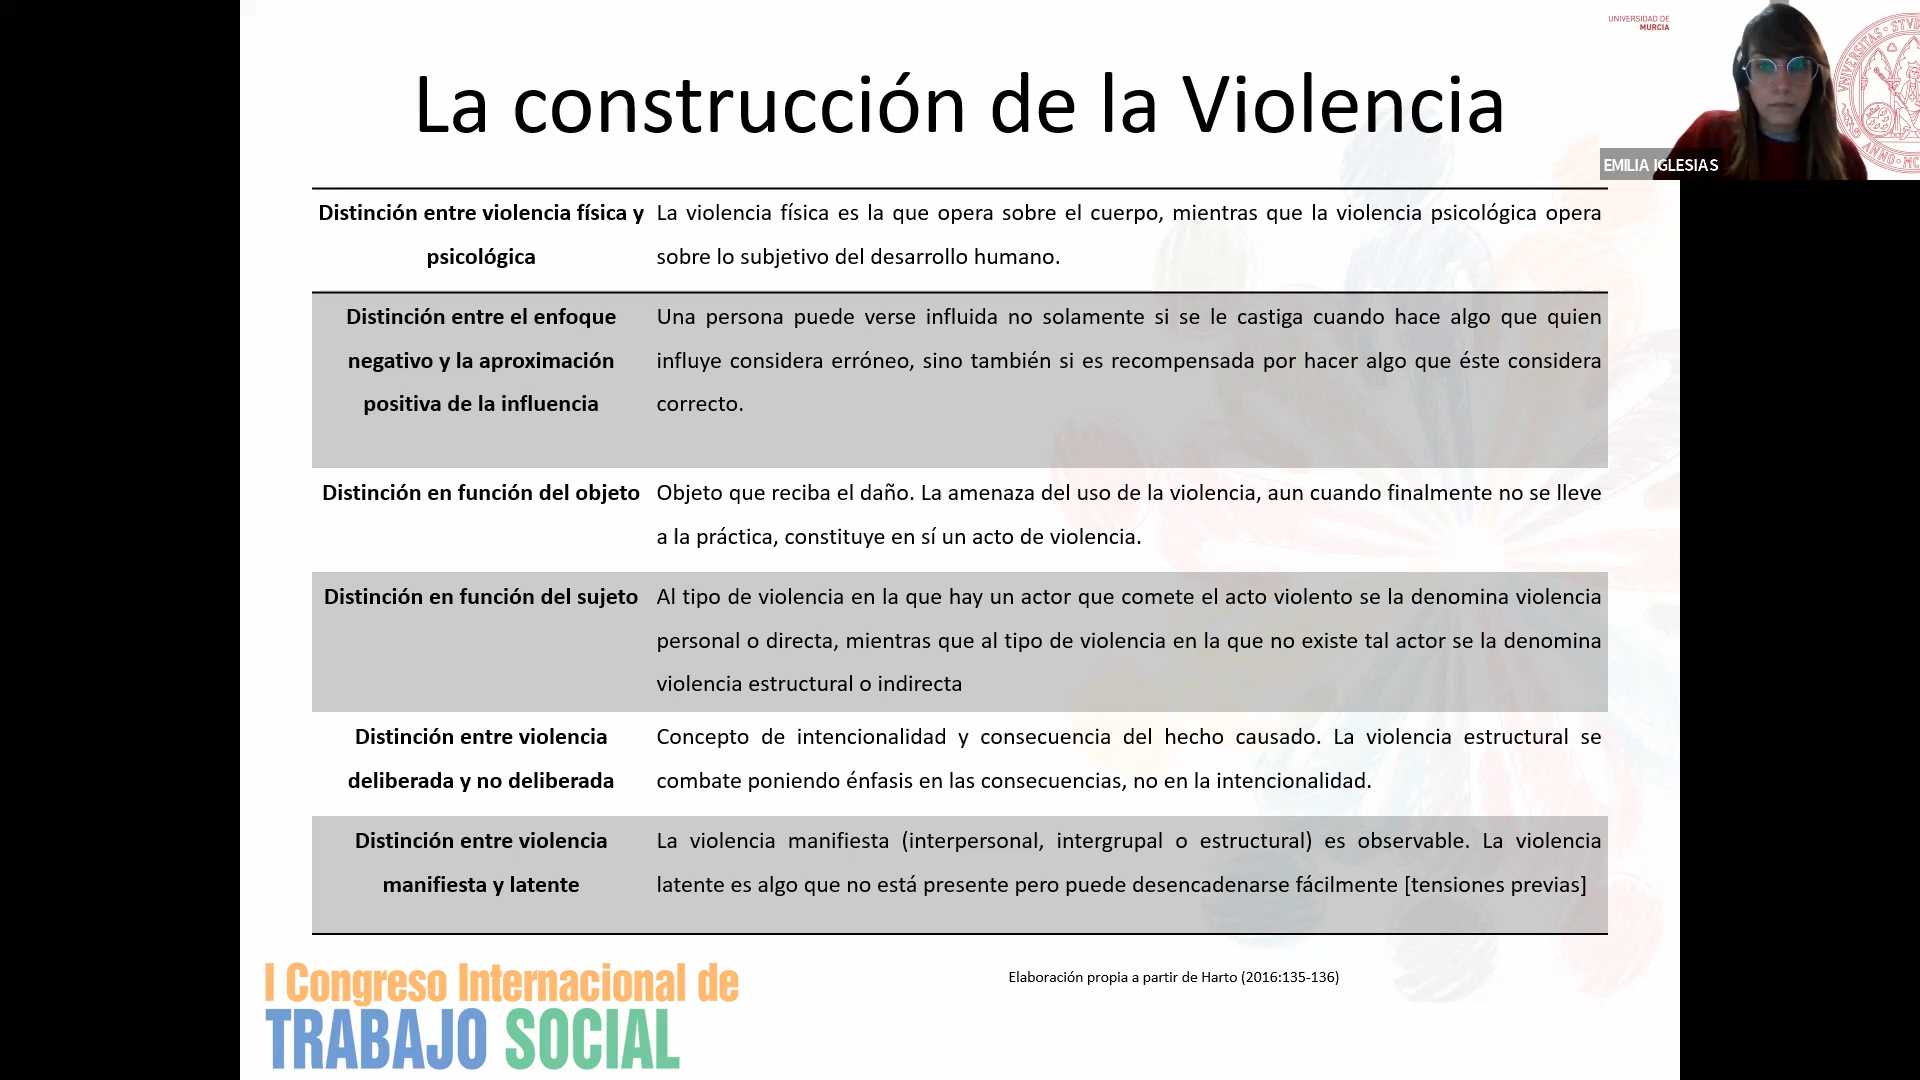 UNIVERSIDAD DE
MURCIA
La construcción de la Violencia
EMILIA IGLESIAS
Distinción entre violencia física y
psicológica
La violencia física es la que opera sobre el cuerpo, mientras que la violencia psicológica opera
sobre lo subjetivo del desarrollo humano.
Distinción entre el enfoque
negativo y la aproximación
positiva de la influencia
Una persona puede verse influida no solamente si se le castiga cuando hace algo que quien
influye considera erróneo, sino también si es recompensada por hacer algo que éste considera
correcto.
Distinción en función del objeto
Objeto que reciba el daño. La amenaza del uso de la violencia, aun cuando finalmente no se lleve
a la práctica, constituye en sí un acto de violencia.
Distinción en función del sujeto
Al tipo de violencia en la que hay un actor que comete el acto violento se la denomina violencia
personal o directa, mientras que al tipo de violencia en la que no existe tal actor se la denomina
violencia estructural o indirecta
Distinción entre violencia
deliberada y no deliberada
Concepto de intencionalidad y consecuencia del hecho causado. La violencia estructural se
combate poniendo énfasis en las consecuencias, no en la intencionalidad.
Distinción entre violencia
manifiesta y latente
La violencia manifiesta (interpersonal, intergrupal o estructural) es observable. La violencia
latente es algo que no está presente pero puede desencadenarse fácilmente [tensiones previas]
I Congreso Internacional de
TRABAJO SOCIAL
Elaboración propia a partir de Harto (2016:135-136)